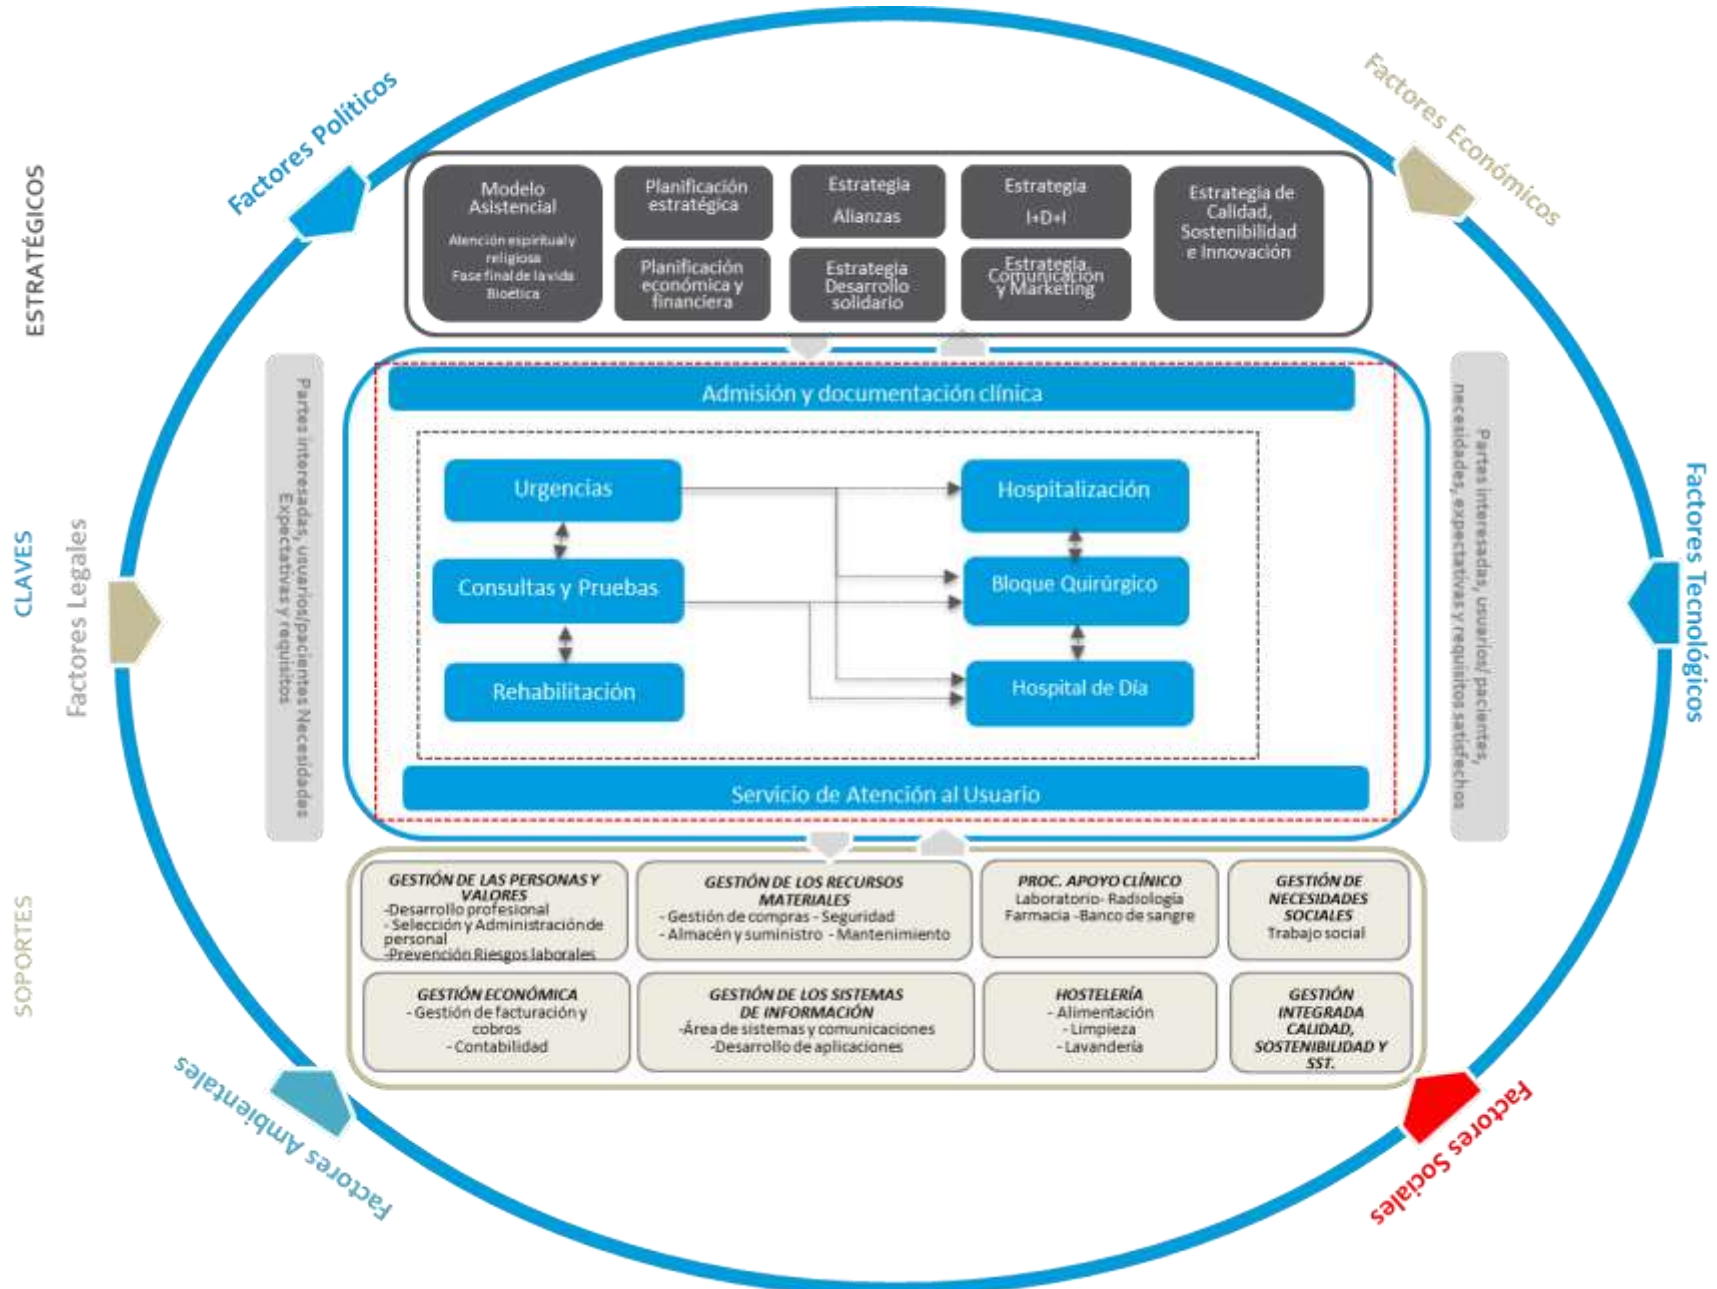 Factores Políticos
Factores Económicos
ESTRATÉGICOS
Modelo
Asistencial
Atención espiritual y
religiosa
Fase final de la vida
Bioética
Planificación
estratégica
Estrategia
Alianzas
Estrategia
I+D+I
Estrategia de
Calidad,
Sostenibilidad
e Innovación
Planificación
económica y
financiera
Estrategia
Desarrollo
solidario
Estrategia
Comunicación
y Marketing
CLAVES
Factores Legales
Partes interesadas, usuarios/pacientes Necesidades
Expectativas y requisitos
Admisión y documentación clínica
Urgencias
Hospitalización
Consultas y Pruebas
Bloque Quirúrgico
Rehabilitación
Hospital de Día
Servicio de Atención al Usuario
Partes interesadas, usuarios/ pacientes,
necesidades, expectativas y requisitos satisfechos
Factores Tecnológicos
SOPORTES
GESTIÓN DE LAS PERSONAS Y
VALORES
-Desarrollo profesional
- Selección y Administración de
personal
-Prevención Riesgos laborales
GESTIÓN DE LOS RECURSOS
MATERIALES
- Gestión de compras - Seguridad
- Almacén y suministro - Mantenimiento
PROC. APOYO CLÍNICO
Laboratorio- Radiología
Farmacia -Banco de sangre
GESTIÓN DE
NECESIDADES
SOCIALES
Trabajo social
GESTIÓN ECONÓMICA
- Gestión de facturación y
cobros
- Contabilidad
GESTIÓN DE LOS SISTEMAS
DE INFORMACIÓN
-Área de sistemas y comunicaciones
-Desarrollo de aplicaciones
HOSTELERÍA
- Alimentación
- Limpieza
- Lavandería
GESTIÓN
INTEGRADA
CALIDAD,
SOSTENIBILIDAD Y
SST.
Factores Ambientales
Factores Sociales